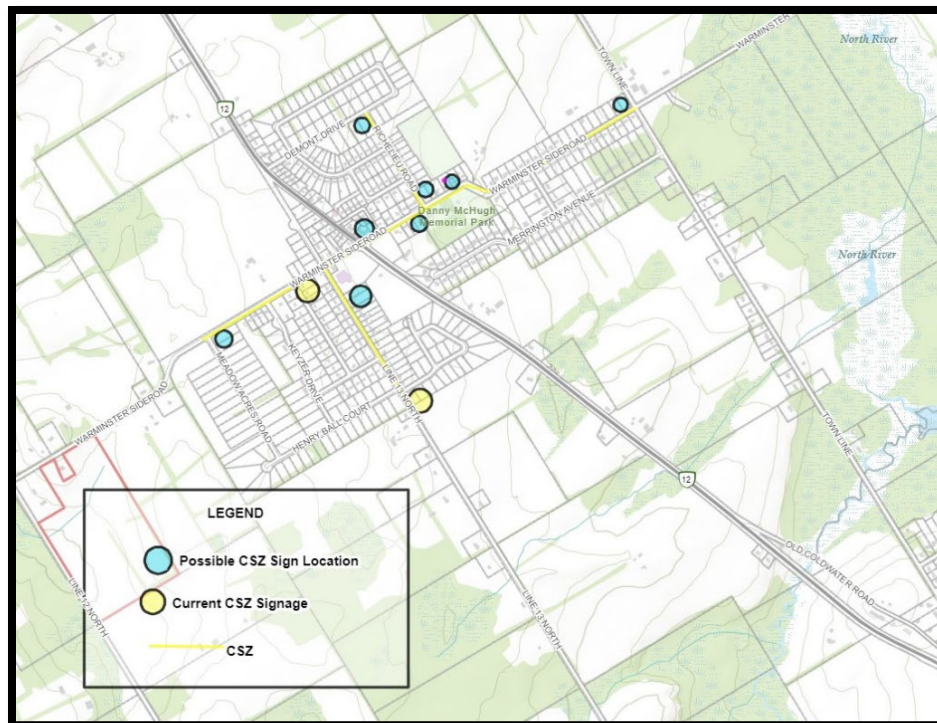 North River
WARMINSTER
TOWN LINE
12
DEMONT DRIVE
RICHELIEU ROAD
WARMINSTER SIDEROAD
Danny McHugh
Memorial Park
MERRINGTON AVENUE
WARMINSTER SIDEROAD
North River
MEADOW ACRES ROAD
KEYZER DRIVE
LINE 13 NORTH
WARMINSTER SIDEROAD
HENRY BALL COURT
TOWN LINE
12
OLD COLDWATER ROAD
LINE 12 NORTH
LINE 13 NORTH
LEGEND
Possible CSZ Sign Location
Current CSZ Signage
CSZ